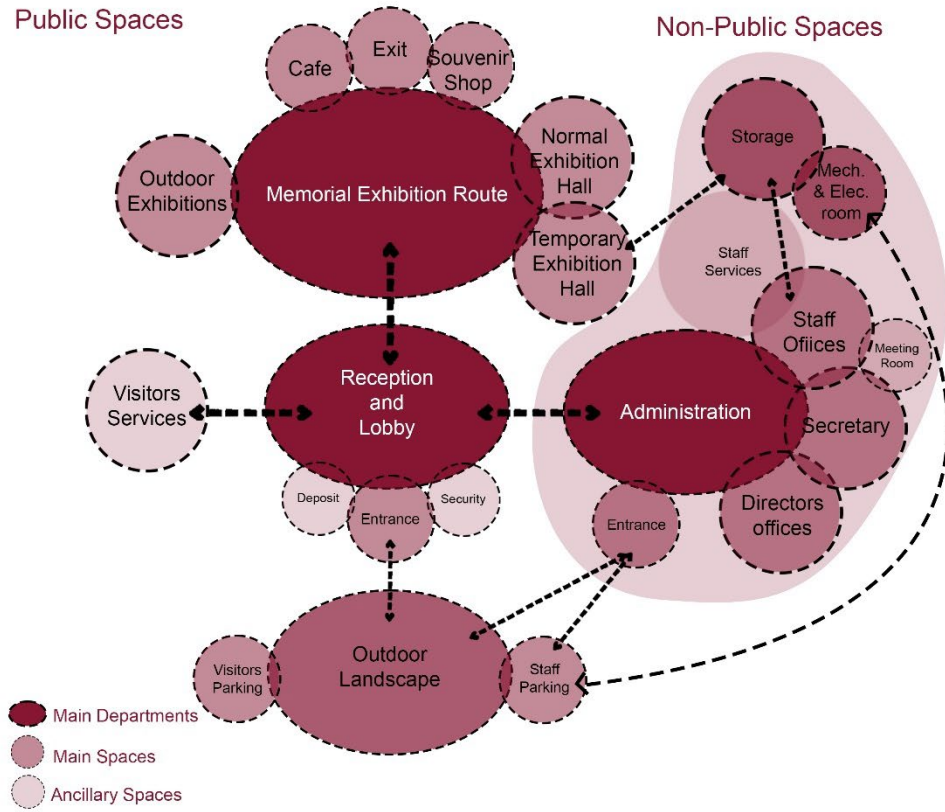 Public Spaces
Non-Public Spaces
Cafe
Exit
Souvenir
Shop
Outdoor
Exhibitions
Memorial Exhibition Route
Normal
Exhibition
Hall
Temporary
Exhibition
Hall
Storage
Mech.
& Elec.
room
Staff
Services
Staff
Ofiices
Meeting
Room
Visitors
Services
Reception
and
Lobby
Administration
Secretary
Directors
offices
Deposit
Entrance
Security
Entrance
Visitors
Parking
Outdoor
Landscape
Staff
Parking
Main Departments
Main Spaces
Ancillary Spaces